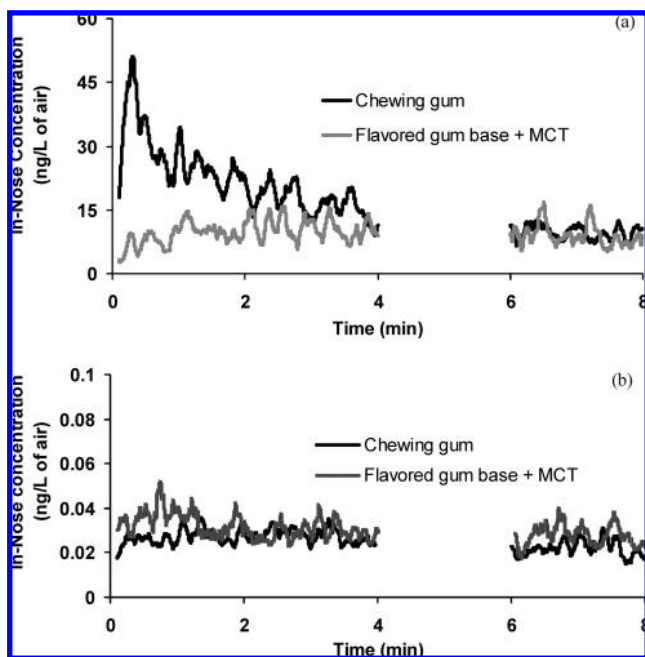 (a)
60
45
30
15
0
In-Nose Concentration
(ng/L of air)
Chewing gum
Flavored gum base + MCT
0 2 4 6 8
Time (min)
(b)
0.1
0.08
0.06
0.04
0.02
0
In-Nose concentration
(ng/L of air)
Chewing gum
Flavored gum base + MCT
0 2 4 6 8
Time (min)